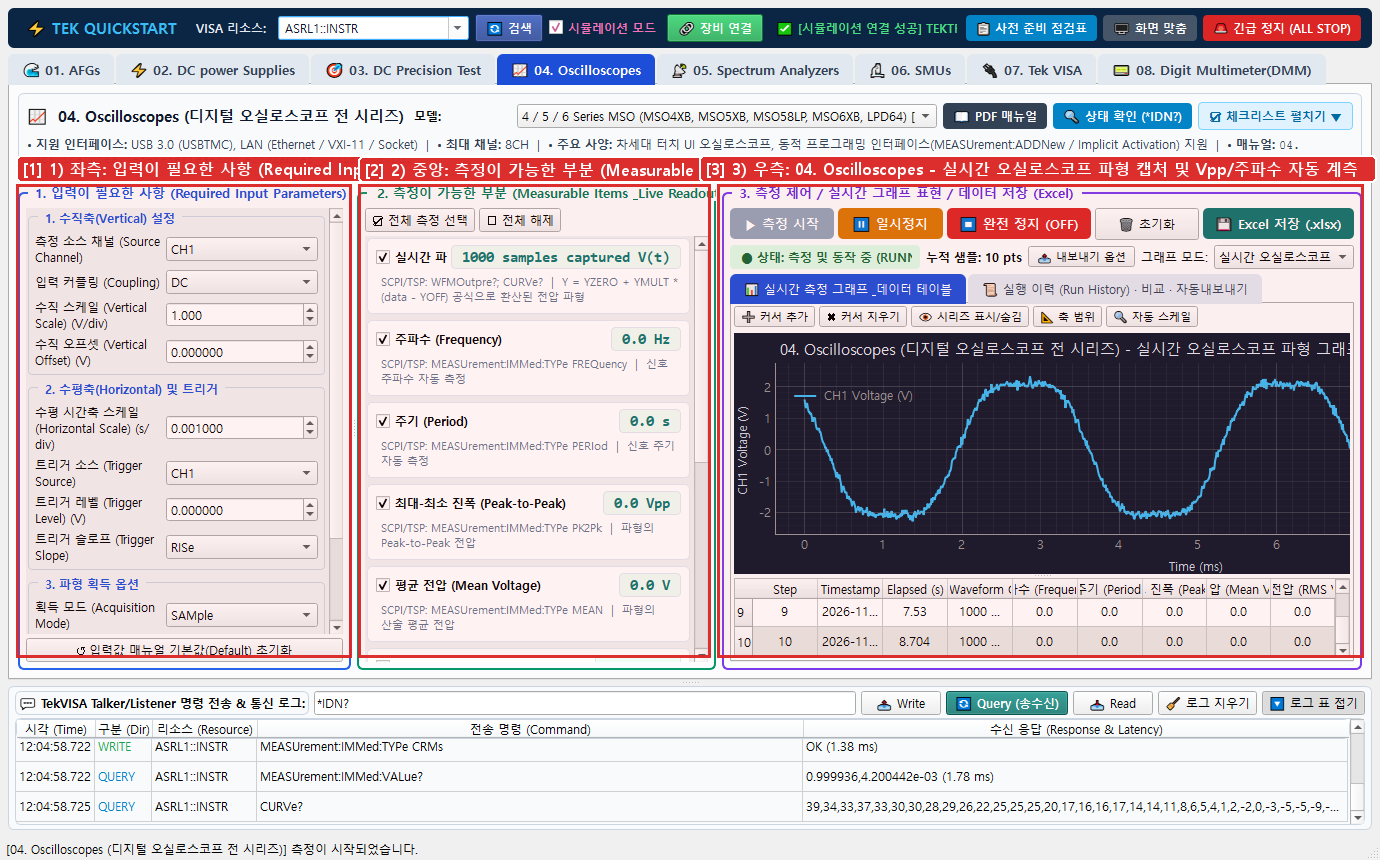 TEK QUICKSTART VISA 리소스: ASRL1::INSTR 검색 시뮬레이션 모드 장비 연결 [시뮬레이션 연결 성공] TEKTI 사전 준비 점검표 화면 맞춤 긴급 정지 (ALL STOP)
01. AFGs 02. DC power Supplies 03. DC Precision Test 04. Oscilloscopes 05. Spectrum Analyzers 06. SMUs 07. Tek VISA 08. Digit Multimeter(DMM)
04. Oscilloscopes (디지털 오실로스코프 전 시리즈) 모델: 4 / 5 / 6 Series MSO (MSO4XB, MSO5XB, MSO58LP, MSO6XB, LPD64) [ PDF 매뉴얼 상태 확인 (*IDN?) 체크리스트 펼치기 ▼
• 지원 인터페이스: USB 3.0 (USBTMC), LAN (Ethernet / VXI-11 / Socket) | • 최대 채널: 8CH | • 주요 사양: 차세대 터치 UI 오실로스코프, 동적 프로그래밍 인터페이스(MEASUrement:ADDNew / Implicit Activation) 지원 | • 매뉴얼: 04.
[1] 1) 좌측: 입력이 필요한 사항 (Required Inp
[2] 2) 중앙: 측정이 가능한 부분 (Measurable
[3] 3) 우측: 04. Oscilloscopes - 실시간 오실로스코프 파형 캡처 및 Vpp/주파수 자동 계측
1. 입력이 필요한 사항 (Required Input Parameters)
1. 수직축(Vertical) 설정
측정 소스 채널 (Source Channel) CH1
입력 커플링 (Coupling) DC
수직 스케일 (Vertical Scale) (V/div) 1.000
수직 오프셋 (Vertical Offset) (V) 0.000000
2. 수평축(Horizontal) 및 트리거
수평 시간축 스케일 (Horizontal Scale) (s/div) 0.001000
트리거 소스 (Trigger Source) CH1
트리거 레벨 (Trigger Level) (V) 0.000000
트리거 슬로프 (Trigger Slope) RISe
3. 파형 획득 옵션
획득 모드 (Acquisition Mode) SAMple
↺ 입력값 매뉴얼 기본값(Default) 초기화
2. 측정이 가능한 부분 (Measurable Items _Live Readout
전체 측정 선택 전체 해제
실시간 파 1000 samples captured V(t)
SCPI/TSP: WFMOutpre?; CURVe? | Y = YZERO + YMULT *
(data - YOFF) 공식으로 환산된 전압 파형
주파수 (Frequency) 0.0 Hz
SCPI/TSP: MEASUrement:IMMed:TYPe FREQuency | 신호
주파수 자동 측정
주기 (Period) 0.0 s
SCPI/TSP: MEASUrement:IMMed:TYPe PERIod | 신호 주기
자동 측정
최대-최소 진폭 (Peak-to-Peak) 0.0 Vpp
SCPI/TSP: MEASUrement:IMMed:TYPe PK2Pk | 파형의
Peak-to-Peak 전압
평균 전압 (Mean Voltage) 0.0 V
SCPI/TSP: MEASUrement:IMMed:TYPe MEAN | 파형의
산술 평균 전압
3. 측정 제어 / 실시간 그래프 표현 / 데이터 저장 (Excel)
▶ 측정 시작 일시정지 완전 정지 (OFF) 초기화 Excel 저장 (.xlsx)
● 상태: 측정 및 동작 중 (RUNN 누적 샘플: 10 pts 내보내기 옵션 그래프 모드: 실시간 오실로스코프
실시간 측정 그래프 _데이터 테이블 실행 이력 (Run History) · 비교 · 자동내보내기
커서 추가 커서 지우기 시리즈 표시/숨김 축 범위 자동 스케일
04. Oscilloscopes (디지털 오실로스코프 전 시리즈) - 실시간 오실로스코프 파형 그래프
CH1 Voltage (V)
CH1 Voltage (V)
2
1
0
-1
-2
0 1 2 3 4 5 6
Time (ms)
Step Timestamp Elapsed (s) Waveform (Frequen 주기 (Period 진폭 (Peak 압 (Mean V 전압 (RMS V
9 9 2026-11... 7.53 1000 ... 0.0 0.0 0.0 0.0 0.0
10 10 2026-11... 8.704 1000 ... 0.0 0.0 0.0 0.0 0.0
TekVISA Talker/Listener 명령 전송 & 통신 로그: *IDN? Write Query (송수신) Read 로그 지우기 로그 표 접기
시각 (Time) 구분 (Dir) 리소스 (Resource) 전송 명령 (Command) 수신 응답 (Response & Latency)
12:04:58.722 WRITE ASRL1::INSTR MEASUrement:IMMed:TYPe CRMs OK (1.38 ms)
12:04:58.722 QUERY ASRL1::INSTR MEASUrement:IMMed:VALue? 0.999936,4.200442e-03 (1.78 ms)
12:04:58.725 QUERY ASRL1::INSTR CURVe? 39,34,33,37,33,30,30,28,29,26,22,25,25,25,20,17,16,16,17,14,14,11,8,6,5,4,1,2,-2,0,-3,-5,-5,-9,-...
[04. Oscilloscopes (디지털 오실로스코프 전 시리즈)] 측정이 시작되었습니다.